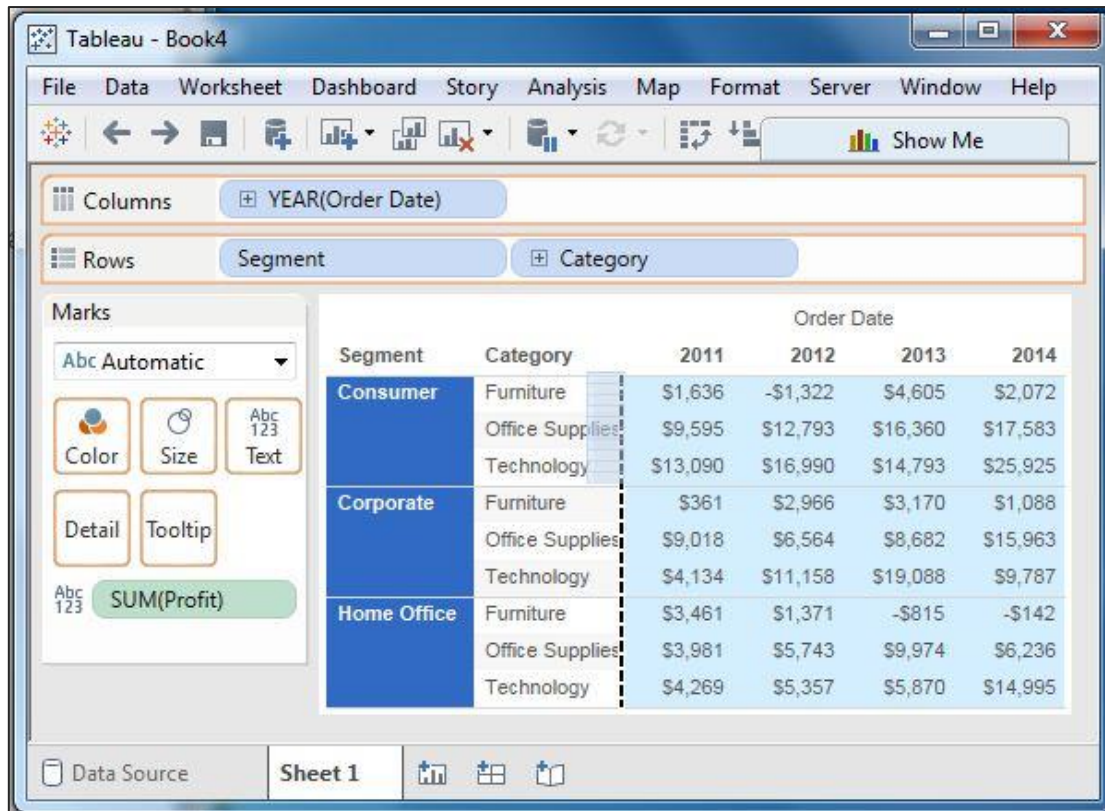 Tableau - Book4
File Data Worksheet Dashboard Story Analysis Map Format Server Window Help
Show Me
Columns YEAR(Order Date)
Rows Segment Category
Marks
Abc Automatic
Color Size Abc 123 Text
Detail Tooltip
Abc 123 SUM(Profit)
Order Date
Segment Category 2011 2012 2013 2014
Consumer Furniture $1,636 -$1,322 $4,605 $2,072
Office Supplies $9,595 $12,793 $16,360 $17,583
Technology $13,090 $16,990 $14,793 $25,925
Corporate Furniture $361 $2,966 $3,170 $1,088
Office Supplies $9,018 $6,564 $8,682 $15,963
Technology $4,134 $11,158 $19,088 $9,787
Home Office Furniture $3,461 $1,371 -$815 -$142
Office Supplies $3,981 $5,743 $9,974 $6,236
Technology $4,269 $5,357 $5,870 $14,995
Data Source Sheet 1